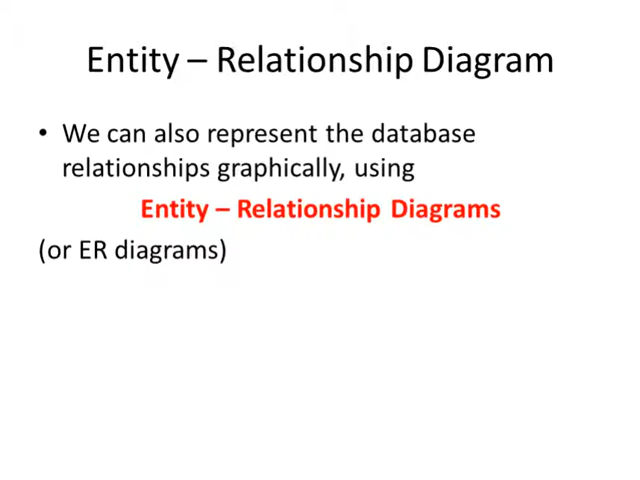 Entity – Relationship Diagram
• We can also represent the database
relationships graphically, using
Entity – Relationship Diagrams
(or ER diagrams)